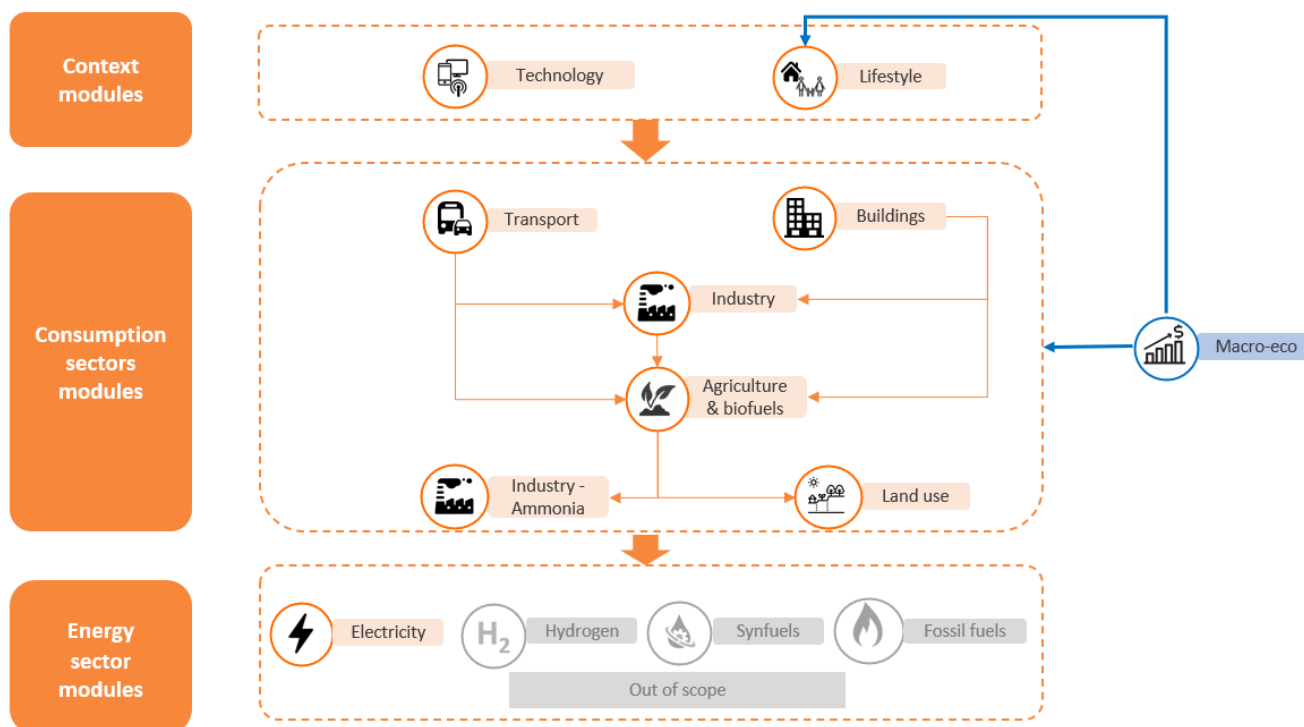 Context
modules
Technology
Lifestyle
Consumption
sectors
modules
Transport
Buildings
Industry
$
Macro-eco
Agriculture
& biofuels
Industry -
Ammonia
Land use
Energy
sector
modules
Electricity
H2
Hydrogen
Synfuels
Fossil fuels
Out of scope